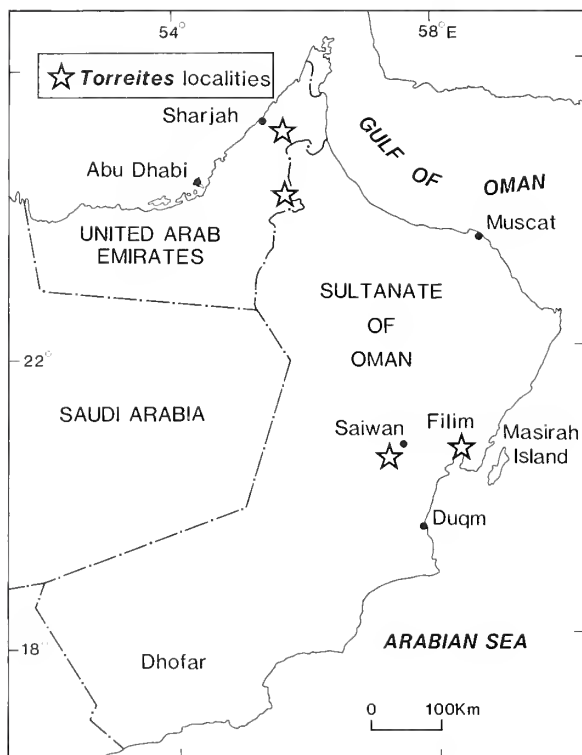 54°
58°E
Torreites localities
Sharjah
GULF OF OMAN
Abu Dhabi
Muscat
UNITED ARAB
EMIRATES
SULTANATE
OF
OMAN
22°
SAUDI ARABIA
Saiwan
Filim
Masirah
Island
Duqm
18°
ARABIAN SEA
Dhofar
0 100Km